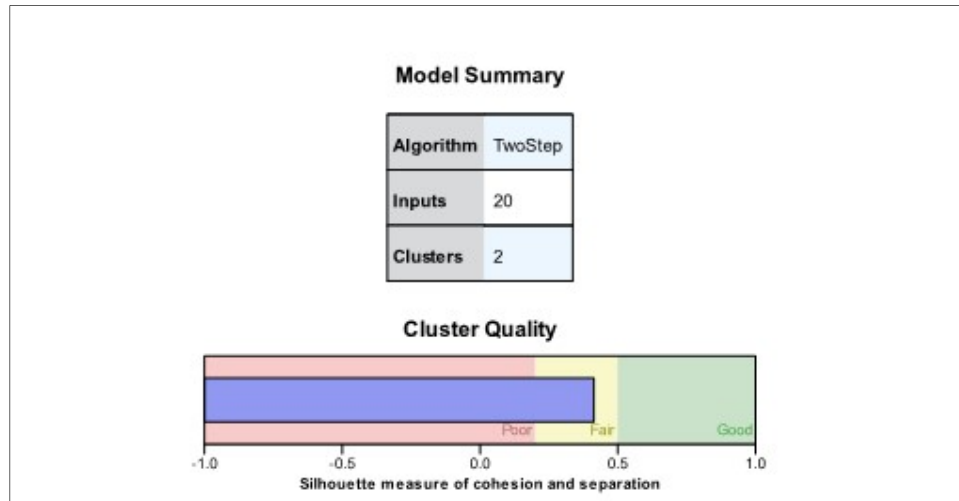 Model Summary
Algorithm TwoStep
Inputs 20
Clusters 2
Cluster Quality
Poor Fair Good
-1.0 -0.5 0.0 0.5 1.0
Silhouette measure of cohesion and separation